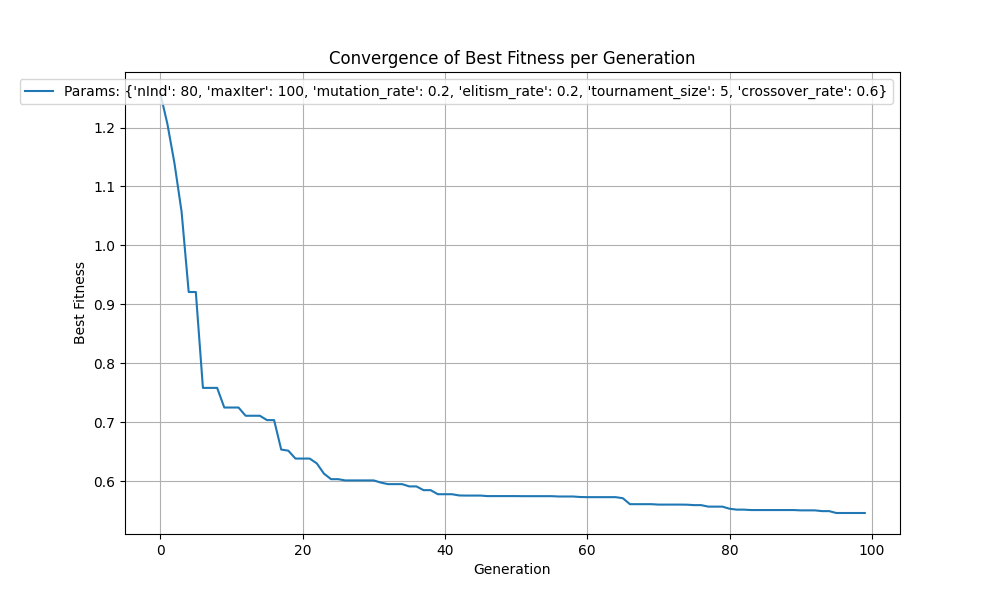 Convergence of Best Fitness per Generation
Params: {'nInd': 80, 'maxIter': 100, 'mutation_rate': 0.2, 'elitism_rate': 0.2, 'tournament_size': 5, 'crossover_rate': 0.6}
1.2
1.1
1.0
0.9
0.8
0.7
0.6
Best Fitness
0 20 40 60 80 100
Generation